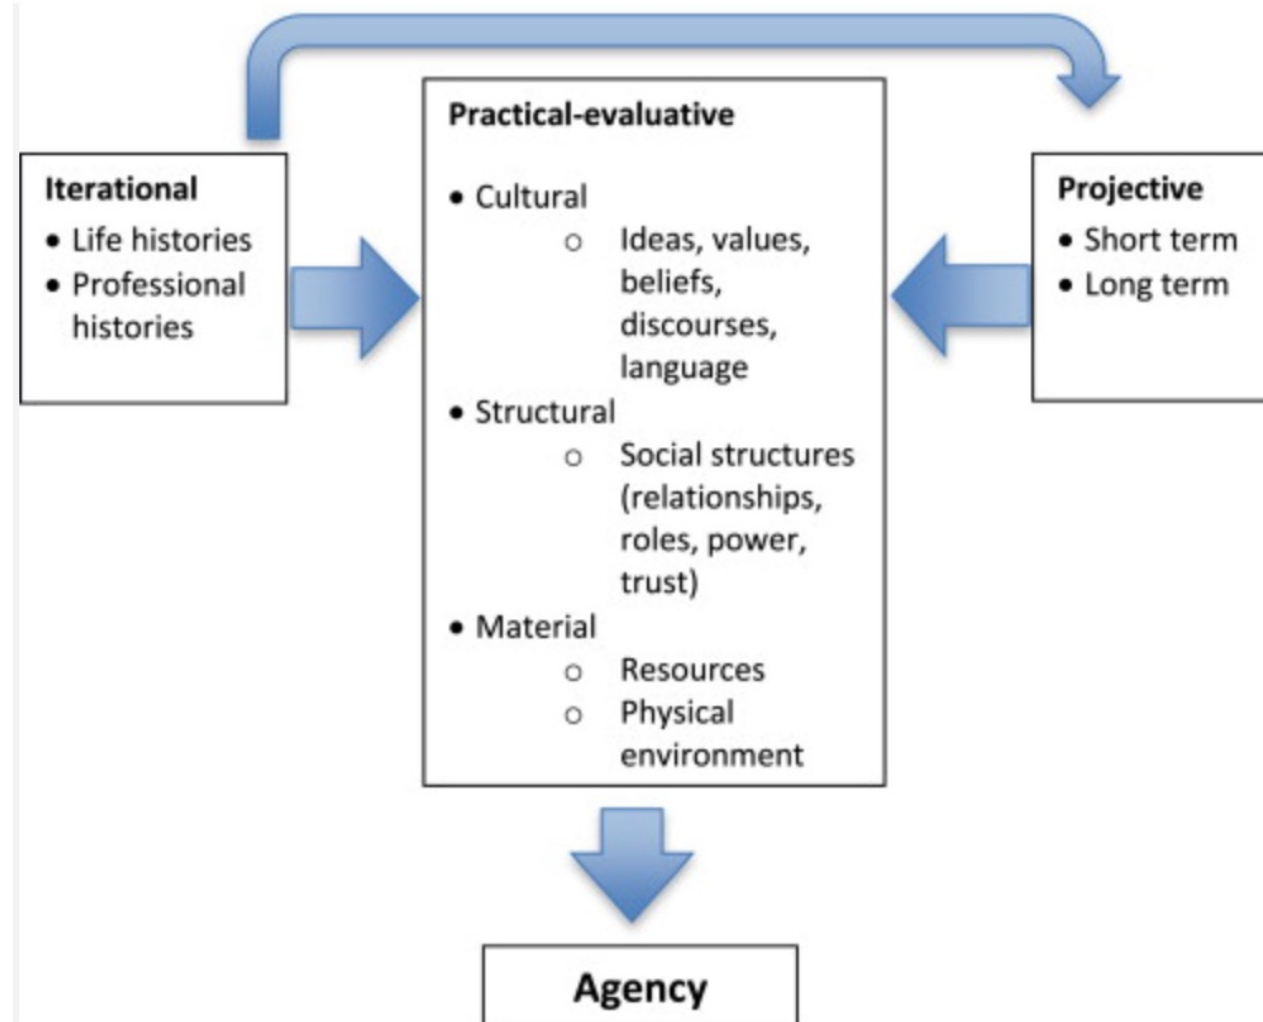 Iterational
• Life histories
• Professional
histories
Practical-evaluative
• Cultural
o Ideas, values,
beliefs,
discourses,
language
• Structural
o Social structures
(relationships,
roles, power,
trust)
• Material
o Resources
o Physical
environment
Projective
• Short term
• Long term
Agency